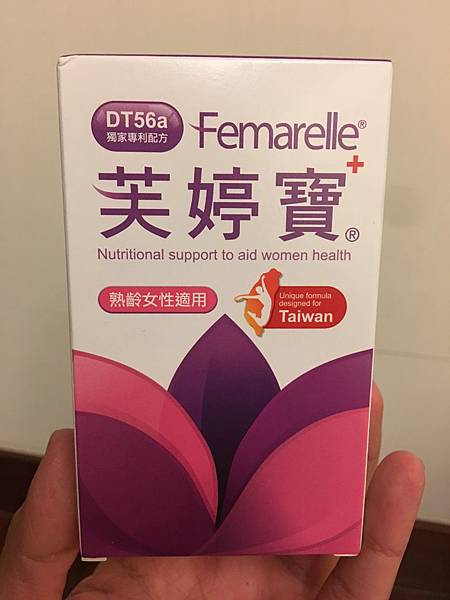 DT56a
獨家專利配方
Femarelle®+
芙婷寶®
Nutritional support to aid women health
熟齡女性適用
Unique formula
designed for
Taiwan